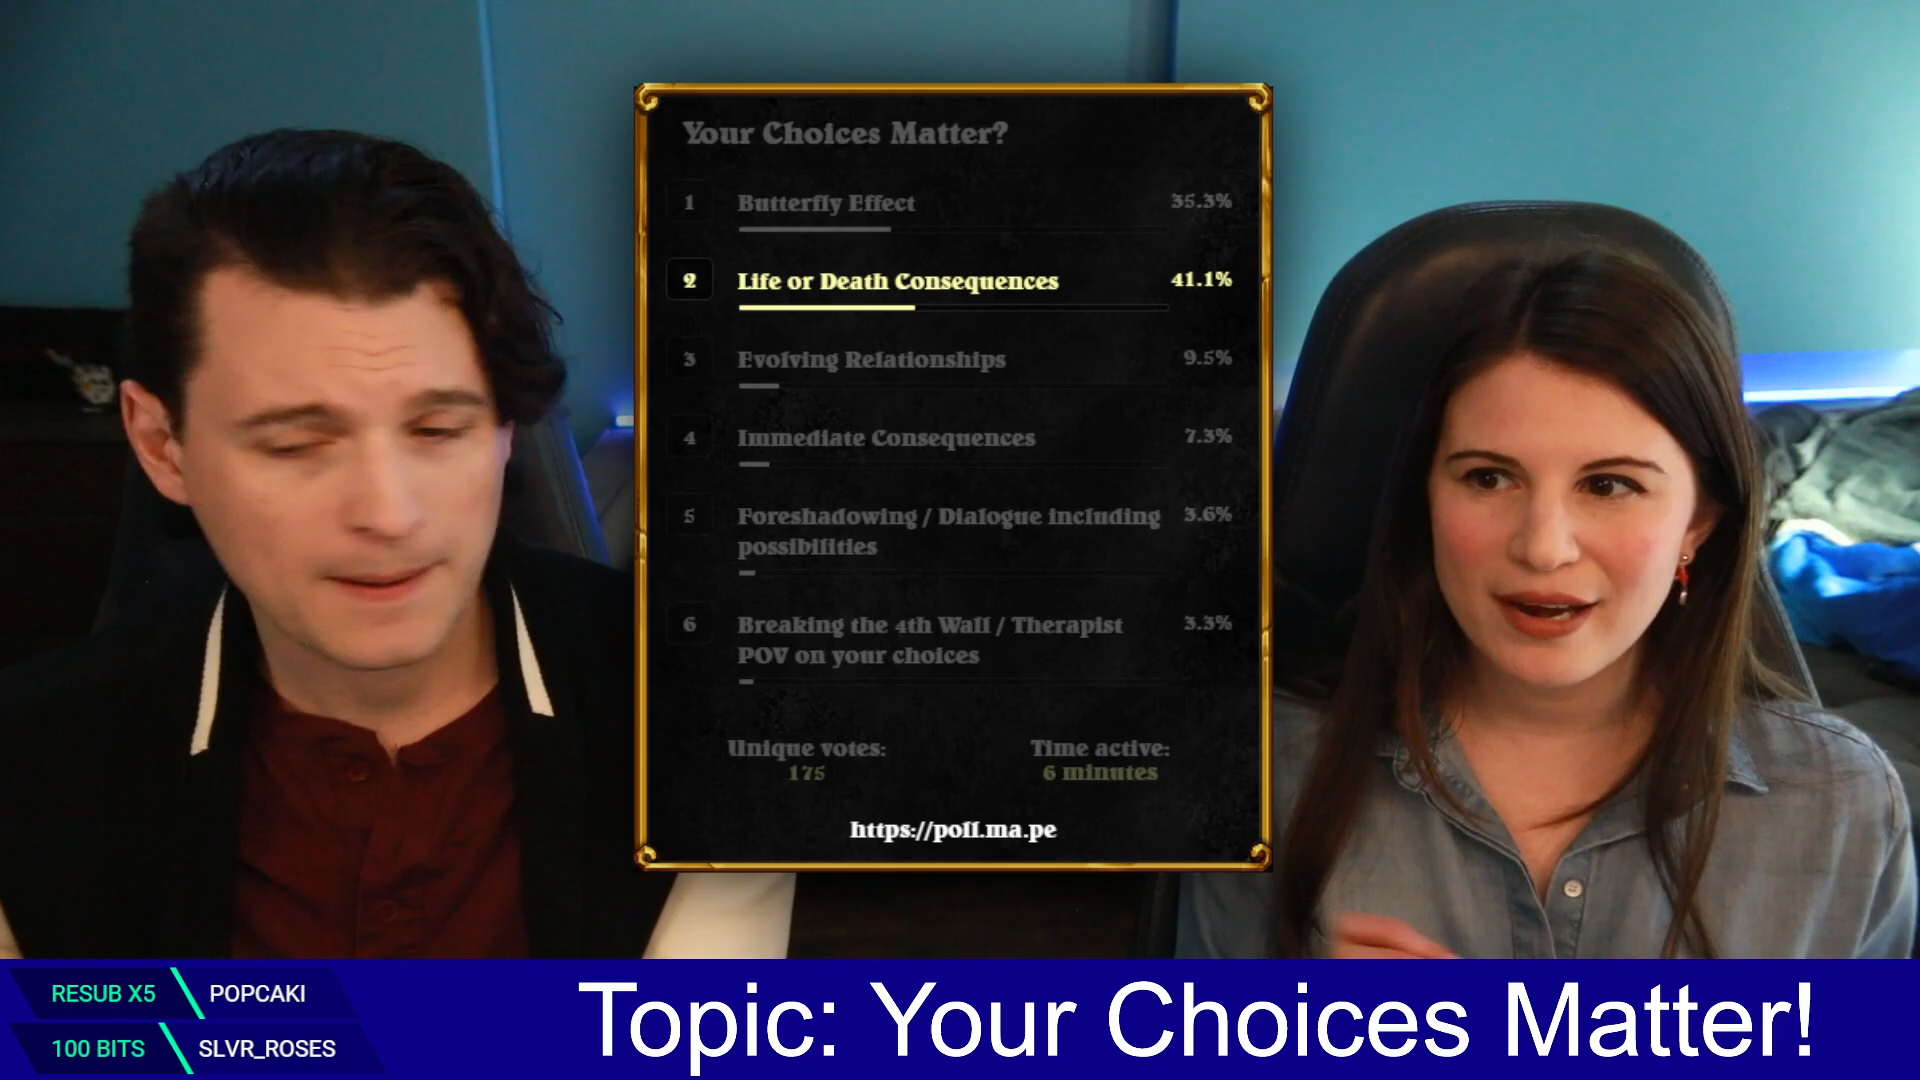 Your Choices Matter?
1 Butterfly Effect 35.3%
2 Life or Death Consequences 41.1%
3 Evolving Relationships 9.5%
4 Immediate Consequences 7.3%
5 Foreshadowing / Dialogue including 3.6%
possibilities
6 Breaking the 4th Wall / Therapist 3.3%
POV on your choices
Unique votes: Time active:
175 6 minutes
https://poll.ma.pe
RESUB X5 POPCAKI
100 BITS SLVR_ROSES
Topic: Your Choices Matter!